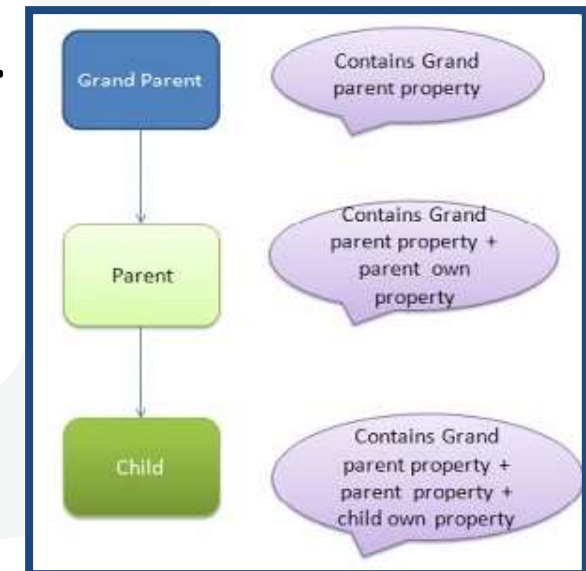 Grand Parent
Contains Grand
parent property
Parent
Contains Grand
parent property +
parent own
property
Child
Contains Grand
parent property +
parent property +
child own property